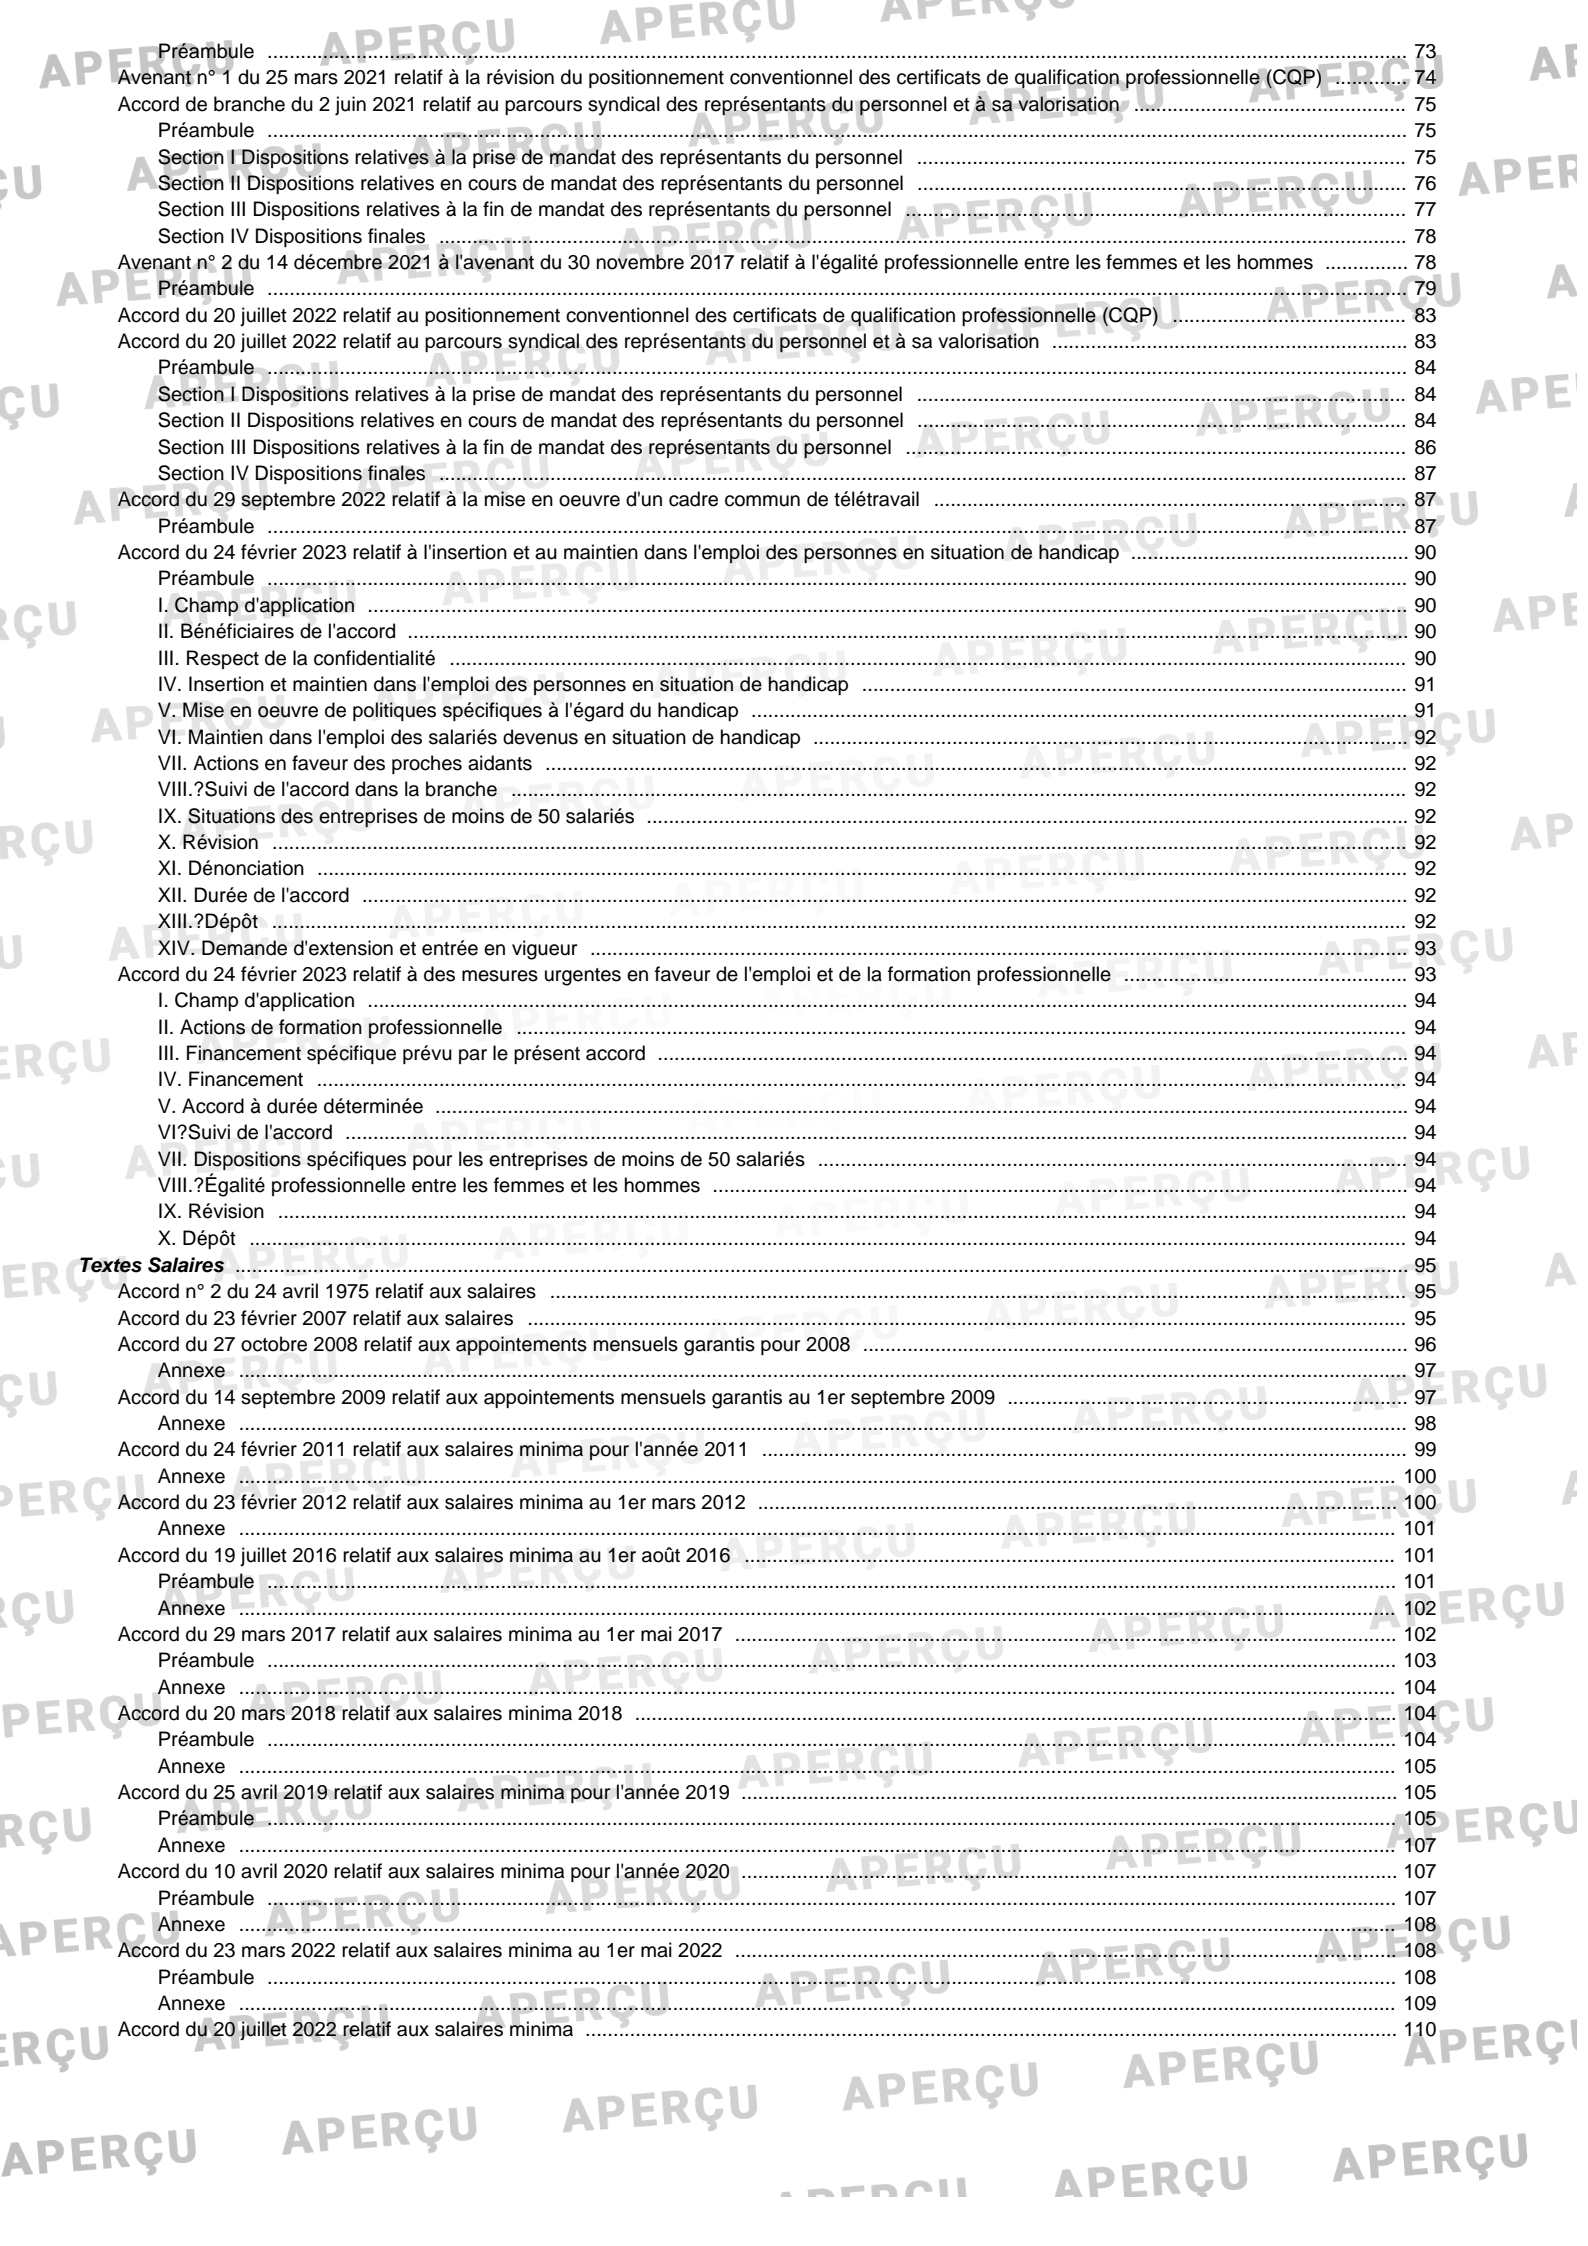 Préambule ........ 73
Avenant n° 1 du 25 mars 2021 relatif à la révision du positionnement conventionnel des certificats de qualification professionnelle (CQP) ........ 74
Accord de branche du 2 juin 2021 relatif au parcours syndical des représentants du personnel et à sa valorisation ........ 75
Préambule ........ 75
Section I Dispositions relatives à la prise de mandat des représentants du personnel ........ 75
Section II Dispositions relatives en cours de mandat des représentants du personnel ........ 76
Section III Dispositions relatives à la fin de mandat des représentants du personnel ........ 77
Section IV Dispositions finales ........ 78
Avenant n° 2 du 14 décembre 2021 à l'avenant du 30 novembre 2017 relatif à l'égalité professionnelle entre les femmes et les hommes ........ 78
Préambule ........ 79
Accord du 20 juillet 2022 relatif au positionnement conventionnel des certificats de qualification professionnelle (CQP) ........ 83
Accord du 20 juillet 2022 relatif au parcours syndical des représentants du personnel et à sa valorisation ........ 83
Préambule ........ 84
Section I Dispositions relatives à la prise de mandat des représentants du personnel ........ 84
Section II Dispositions relatives en cours de mandat des représentants du personnel ........ 84
Section III Dispositions relatives à la fin de mandat des représentants du personnel ........ 86
Section IV Dispositions finales ........ 87
Accord du 29 septembre 2022 relatif à la mise en oeuvre d'un cadre commun de télétravail ........ 87
Préambule ........ 87
Accord du 24 février 2023 relatif à l'insertion et au maintien dans l'emploi des personnes en situation de handicap ........ 90
Préambule ........ 90
I. Champ d'application ........ 90
II. Bénéficiaires de l'accord ........ 90
III. Respect de la confidentialité ........ 90
IV. Insertion et maintien dans l'emploi des personnes en situation de handicap ........ 91
V. Mise en oeuvre de politiques spécifiques à l'égard du handicap ........ 91
VI. Maintien dans l'emploi des salariés devenus en situation de handicap ........ 92
VII. Actions en faveur des proches aidants ........ 92
VIII.?Suivi de l'accord dans la branche ........ 92
IX. Situations des entreprises de moins de 50 salariés ........ 92
X. Révision ........ 92
XI. Dénonciation ........ 92
XII. Durée de l'accord ........ 92
XIII.?Dépôt ........ 92
XIV. Demande d'extension et entrée en vigueur ........ 93
Accord du 24 février 2023 relatif à des mesures urgentes en faveur de l'emploi et de la formation professionnelle ........ 93
I. Champ d'application ........ 94
II. Actions de formation professionnelle ........ 94
III. Financement spécifique prévu par le présent accord ........ 94
IV. Financement ........ 94
V. Accord à durée déterminée ........ 94
VI?Suivi de l'accord ........ 94
VII. Dispositions spécifiques pour les entreprises de moins de 50 salariés ........ 94
VIII.?Égalité professionnelle entre les femmes et les hommes ........ 94
IX. Révision ........ 94
X. Dépôt ........ 94
Textes Salaires ........ 95
Accord n° 2 du 24 avril 1975 relatif aux salaires ........ 95
Accord du 23 février 2007 relatif aux salaires ........ 95
Accord du 27 octobre 2008 relatif aux appointements mensuels garantis pour 2008 ........ 96
Annexe ........ 97
Accord du 14 septembre 2009 relatif aux appointements mensuels garantis au 1er septembre 2009 ........ 97
Annexe ........ 98
Accord du 24 février 2011 relatif aux salaires minima pour l'année 2011 ........ 99
Annexe ........ 100
Accord du 23 février 2012 relatif aux salaires minima au 1er mars 2012 ........ 100
Annexe ........ 101
Accord du 19 juillet 2016 relatif aux salaires minima au 1er août 2016 ........ 101
Préambule ........ 101
Annexe ........ 102
Accord du 29 mars 2017 relatif aux salaires minima au 1er mai 2017 ........ 102
Préambule ........ 103
Annexe ........ 104
Accord du 20 mars 2018 relatif aux salaires minima 2018 ........ 104
Préambule ........ 104
Annexe ........ 105
Accord du 25 avril 2019 relatif aux salaires minima pour l'année 2019 ........ 105
Préambule ........ 105
Annexe ........ 107
Accord du 10 avril 2020 relatif aux salaires minima pour l'année 2020 ........ 107
Préambule ........ 107
Annexe ........ 108
Accord du 23 mars 2022 relatif aux salaires minima au 1er mai 2022 ........ 108
Préambule ........ 108
Annexe ........ 109
Accord du 20 juillet 2022 relatif aux salaires minima ........ 110
APERÇU